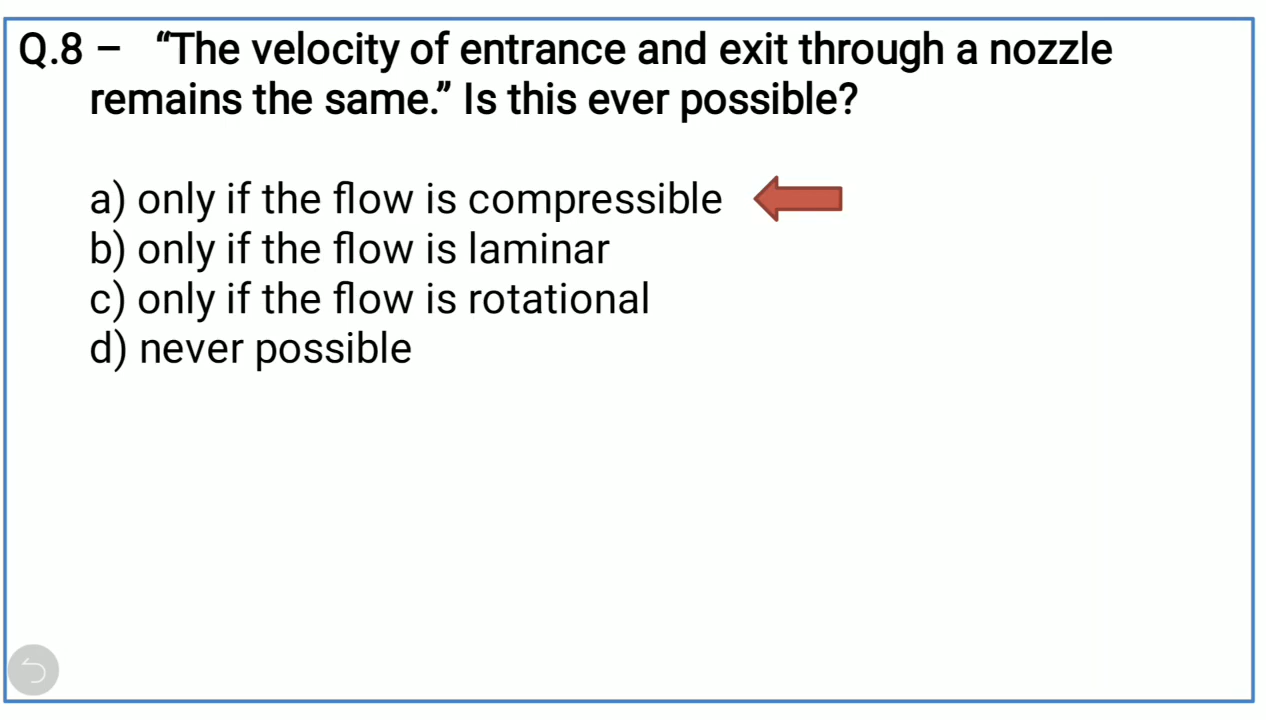 Q.8 – “The velocity of entrance and exit through a nozzle
remains the same.” Is this ever possible?
a) only if the flow is compressible
b) only if the flow is laminar
c) only if the flow is rotational
d) never possible